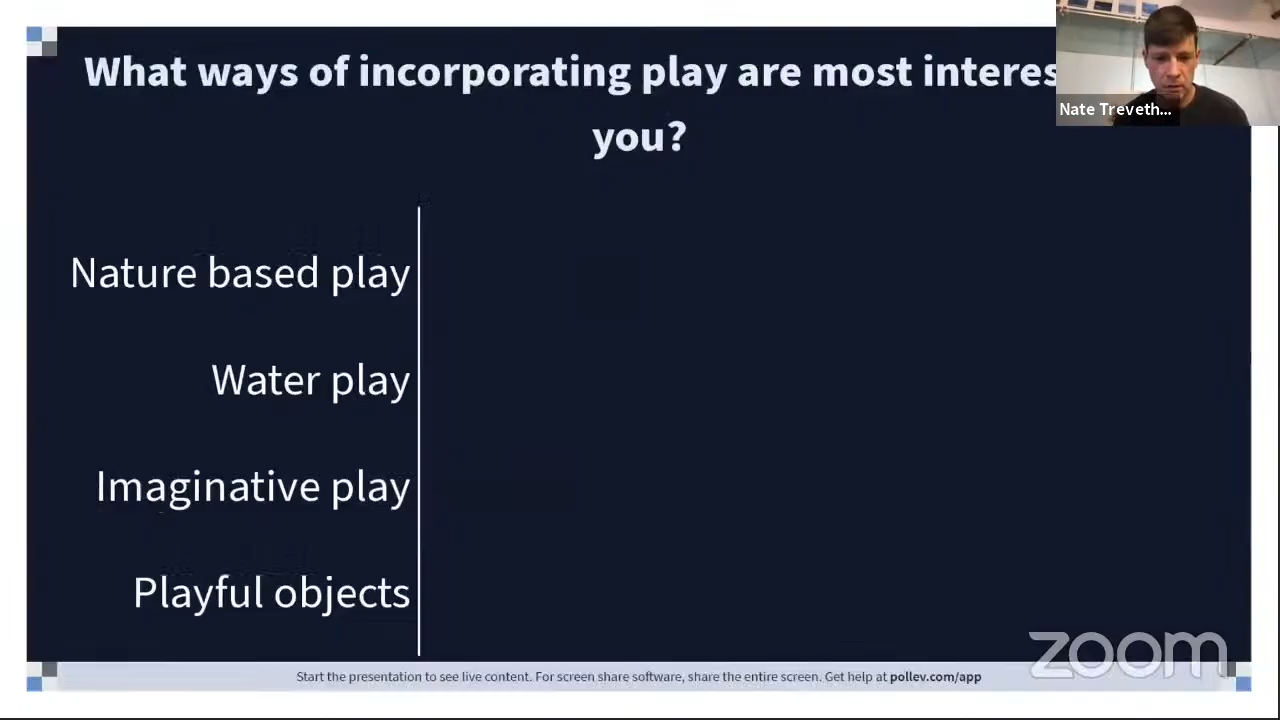 What ways of incorporating play are most interes
you?
Nate Treveth...
Nature based play
Water play
Imaginative play
Playful objects
zoom
Start the presentation to see live content. For screen share software, share the entire screen. Get help at pollev.com/app